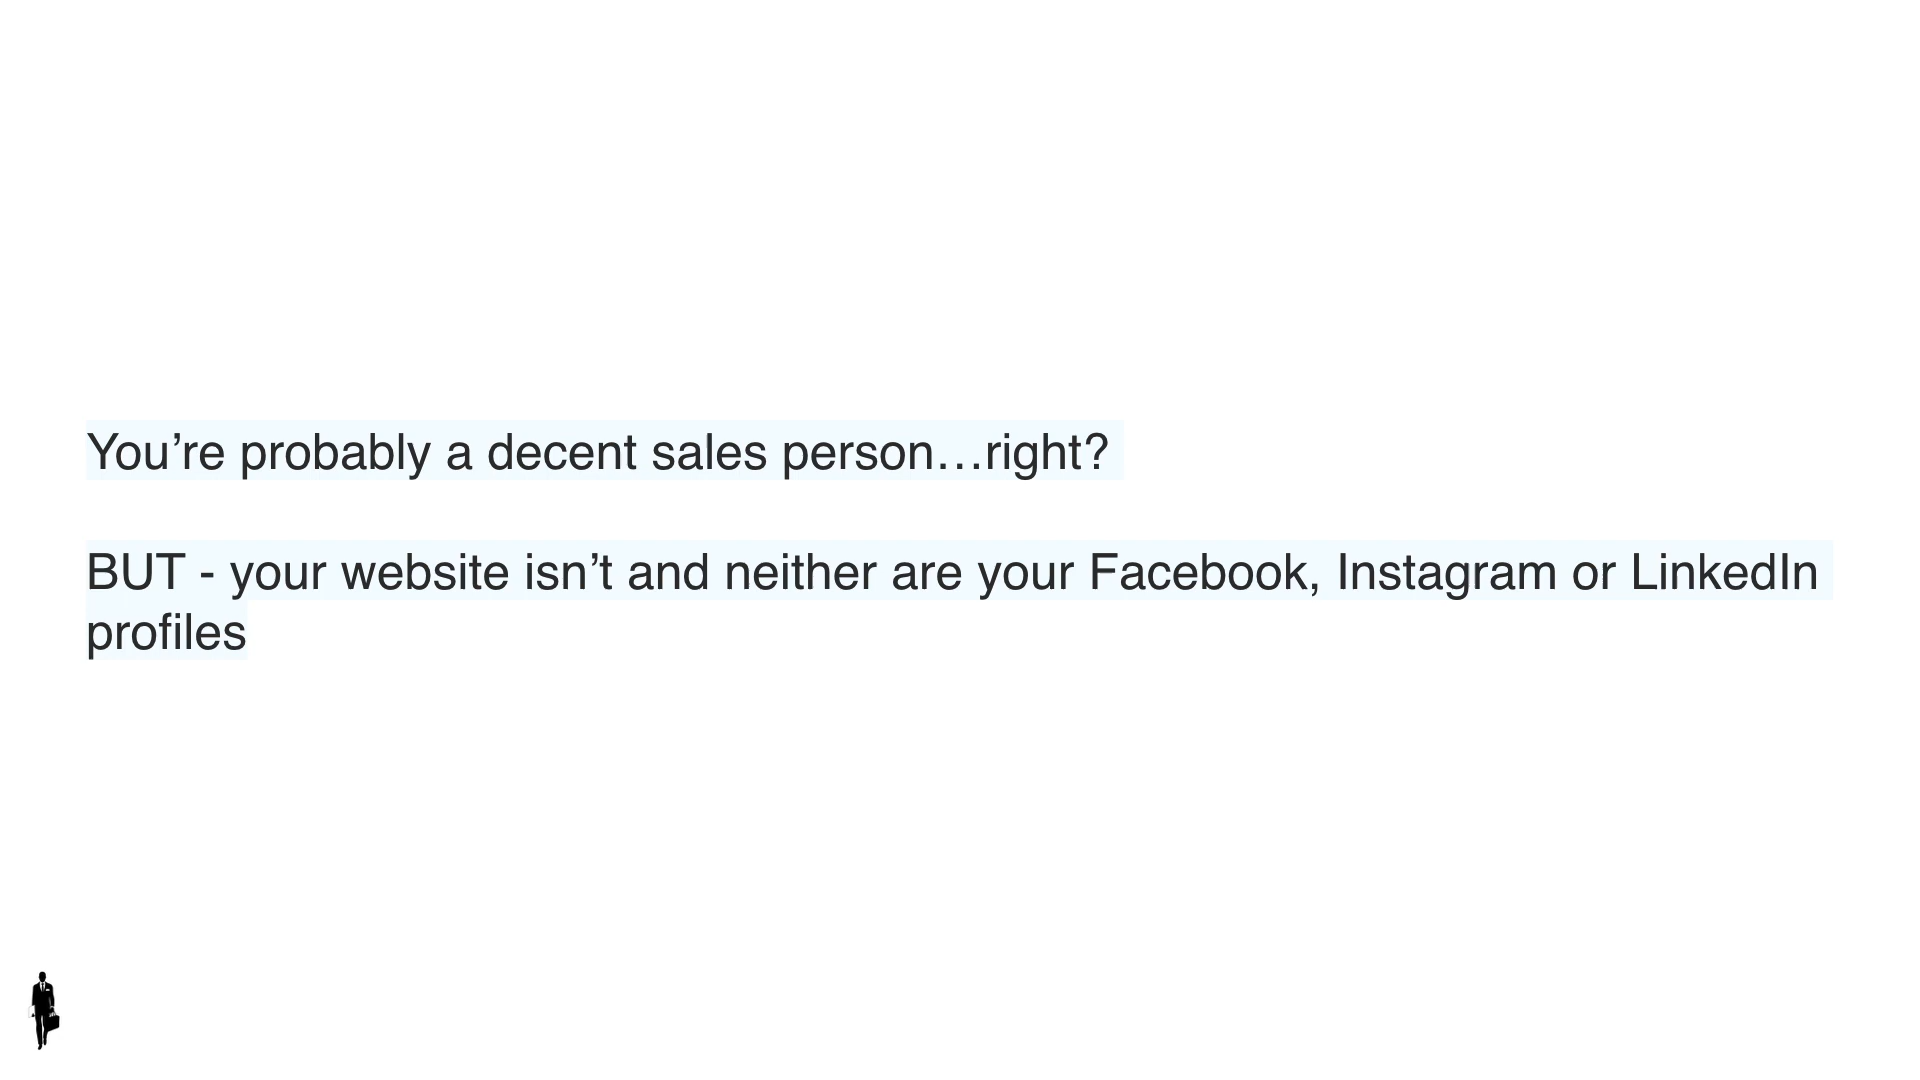 You’re probably a decent sales person…right?
BUT - your website isn’t and neither are your Facebook, Instagram or LinkedIn
profiles